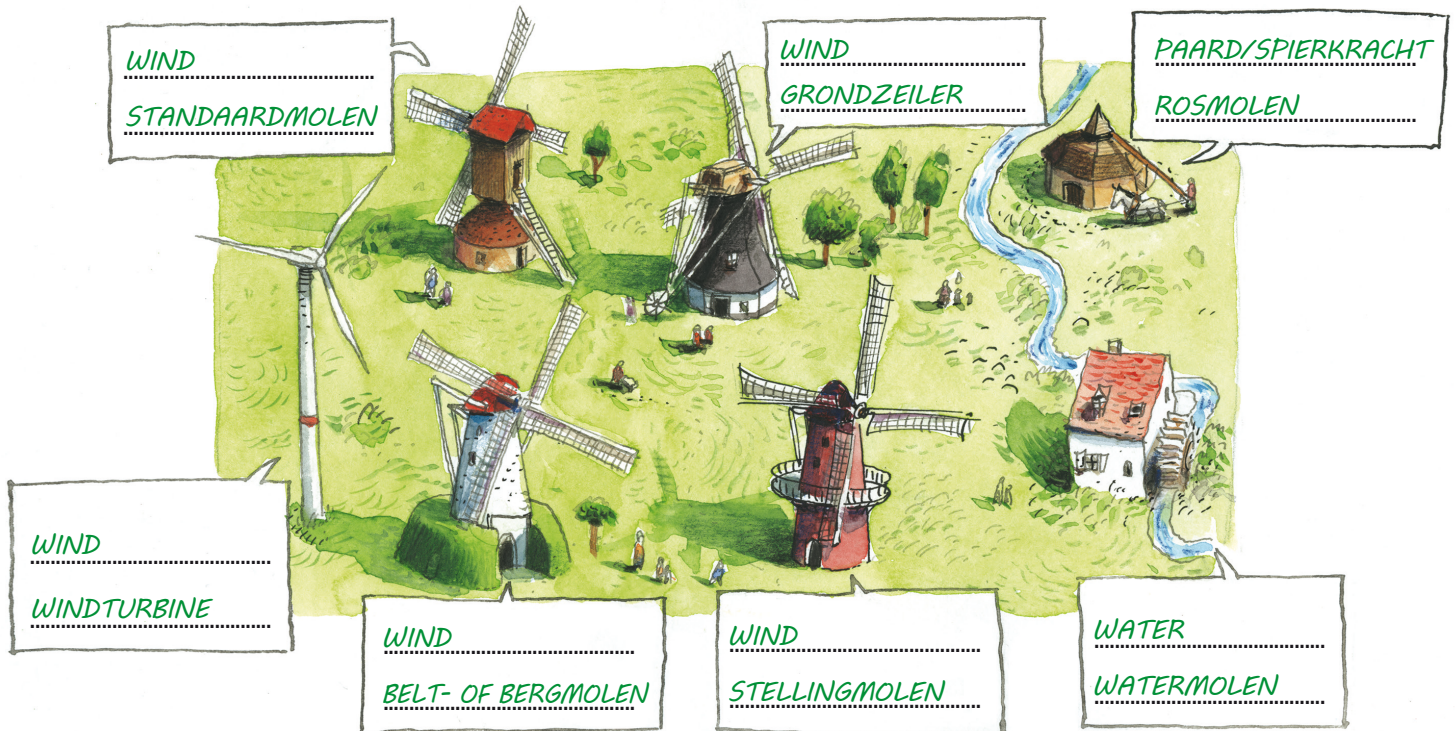 WIND
STANDAARDMOLEN
WIND
GRONDZEILER
PAARD/SPIERKRACHT
ROSMOLEN
WIND
WINDTURBINE
WIND
BELT- OF BERGMOLEN
WIND
STELLINGMOLEN
WATER
WATERMOLEN